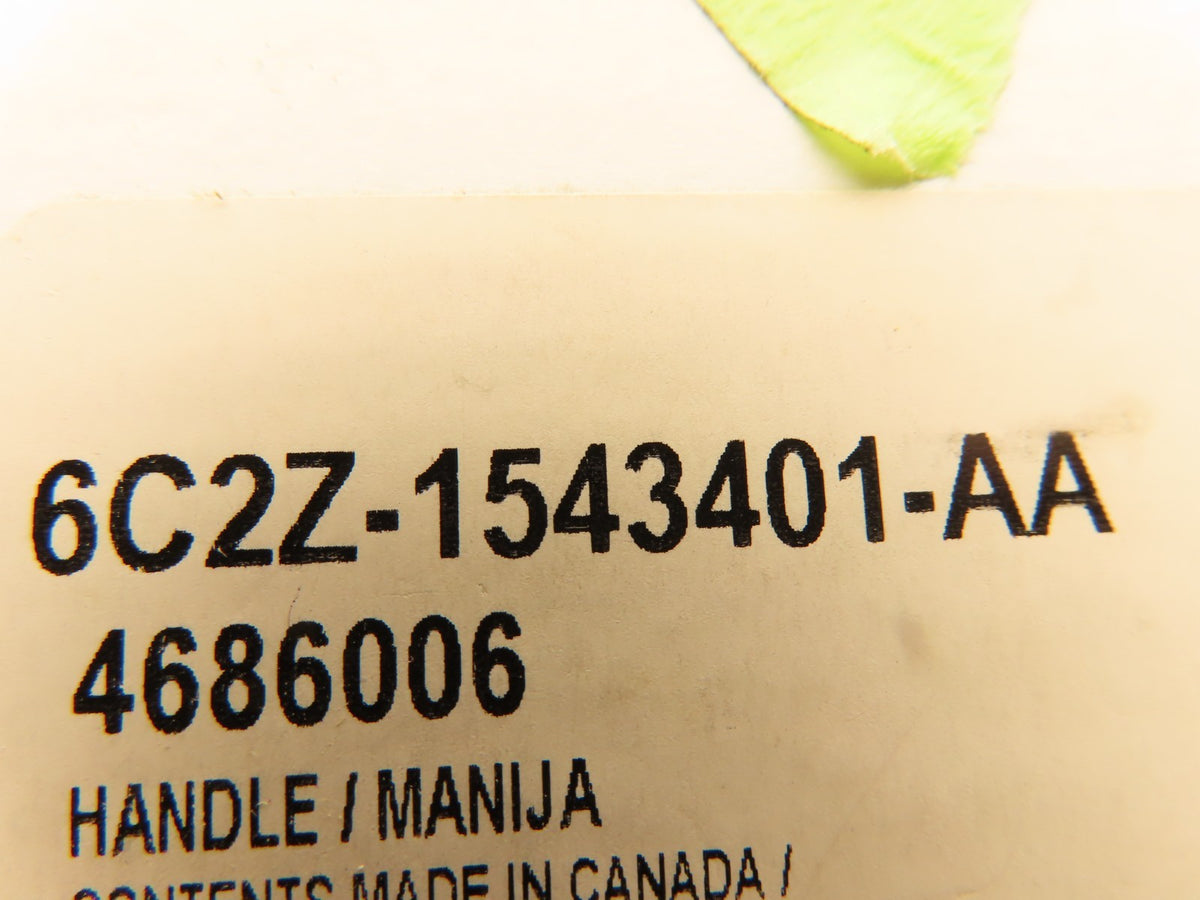 6C2Z-1543401-AA
4686006
HANDLE / MANIJA
CONTENTS MADE IN CANADA /